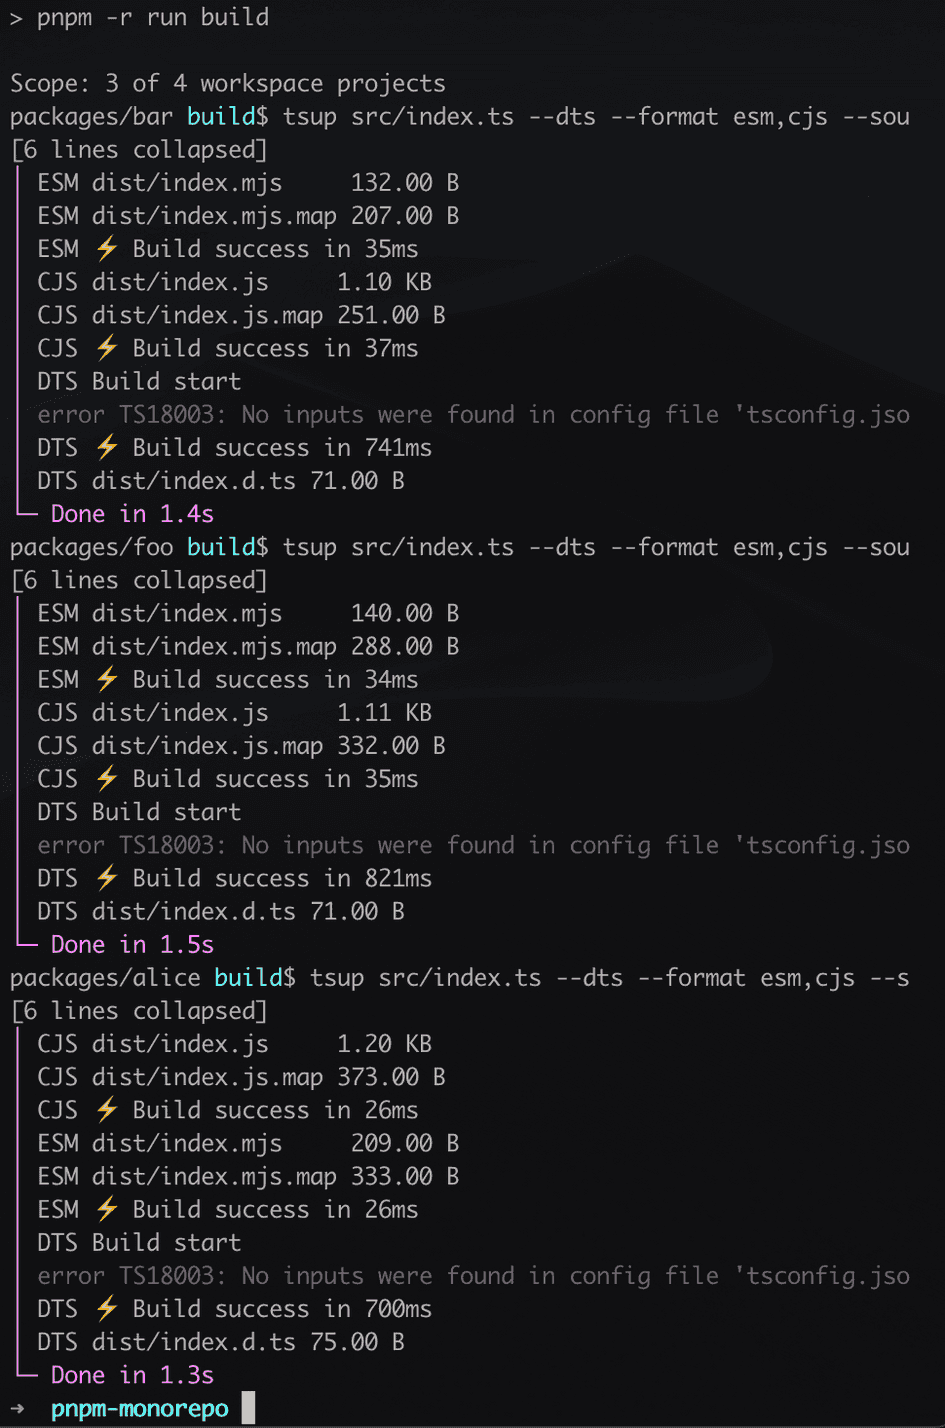 > pnpm -r run build
Scope: 3 of 4 workspace projects
packages/bar build$ tsup src/index.ts --dts --format esm,cjs --sou
[6 lines collapsed]
ESM dist/index.mjs     132.00 B
ESM dist/index.mjs.map 207.00 B
ESM ⚡ Build success in 35ms
CJS dist/index.js     1.10 KB
CJS dist/index.js.map 251.00 B
CJS ⚡ Build success in 37ms
DTS Build start
error TS18003: No inputs were found in config file 'tsconfig.jso
DTS ⚡ Build success in 741ms
DTS dist/index.d.ts 71.00 B
Done in 1.4s
packages/foo build$ tsup src/index.ts --dts --format esm,cjs --sou
[6 lines collapsed]
ESM dist/index.mjs     140.00 B
ESM dist/index.mjs.map 288.00 B
ESM ⚡ Build success in 34ms
CJS dist/index.js     1.11 KB
CJS dist/index.js.map 332.00 B
CJS ⚡ Build success in 35ms
DTS Build start
error TS18003: No inputs were found in config file 'tsconfig.jso
DTS ⚡ Build success in 821ms
DTS dist/index.d.ts 71.00 B
Done in 1.5s
packages/alice build$ tsup src/index.ts --dts --format esm,cjs --s
[6 lines collapsed]
CJS dist/index.js     1.20 KB
CJS dist/index.js.map 373.00 B
CJS ⚡ Build success in 26ms
ESM dist/index.mjs     209.00 B
ESM dist/index.mjs.map 333.00 B
ESM ⚡ Build success in 26ms
DTS Build start
error TS18003: No inputs were found in config file 'tsconfig.jso
DTS ⚡ Build success in 700ms
DTS dist/index.d.ts 75.00 B
Done in 1.3s
➜  pnpm-monorepo